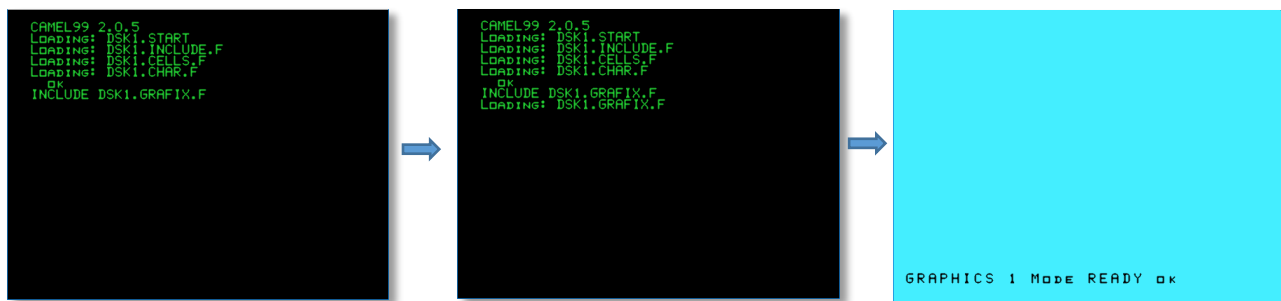 CAMEL99 2.0.5
Loading: DSK1.START
Loading: DSK1.INCLUDE.F
Loading: DSK1.CELLS.F
Loading: DSK1.CHAR.F
ok
INCLUDE DSK1.GRAFIX.F
CAMEL99 2.0.5
Loading: DSK1.START
Loading: DSK1.INCLUDE.F
Loading: DSK1.CELLS.F
Loading: DSK1.CHAR.F
ok
INCLUDE DSK1.GRAFIX.F
Loading: DSK1.GRAFIX.F
GRAPHICS 1 Mode READY ok